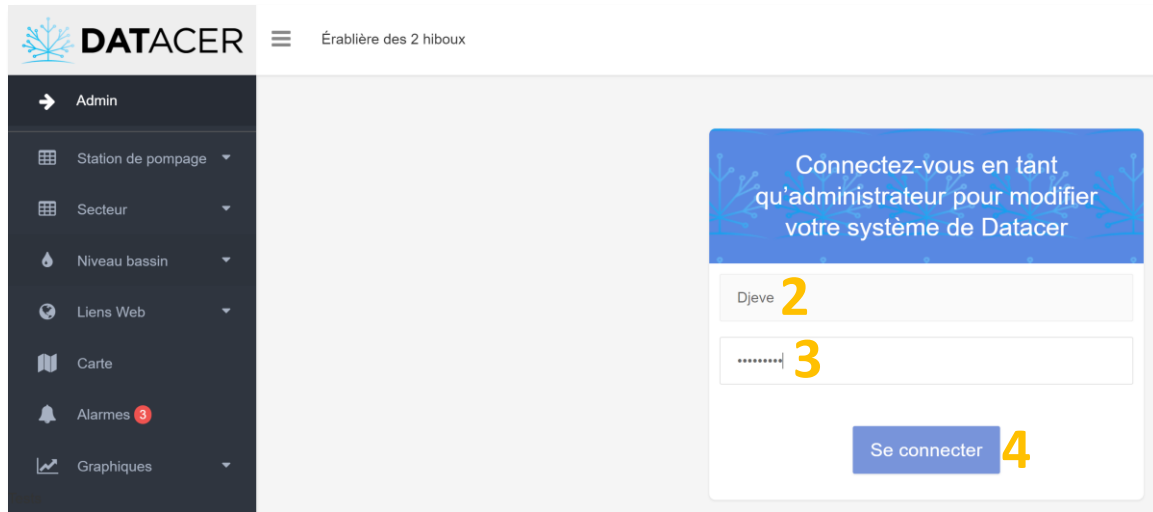 DATACER
Érablière des 2 hiboux
Admin
Station de pompage
Secteur
Niveau bassin
Liens Web
Carte
Alarmes 3
Graphiques
Connectez-vous en tant
qu'administrateur pour modifier
votre système de Datacer
Djeve 2
••••••••• 3
Se connecter 4